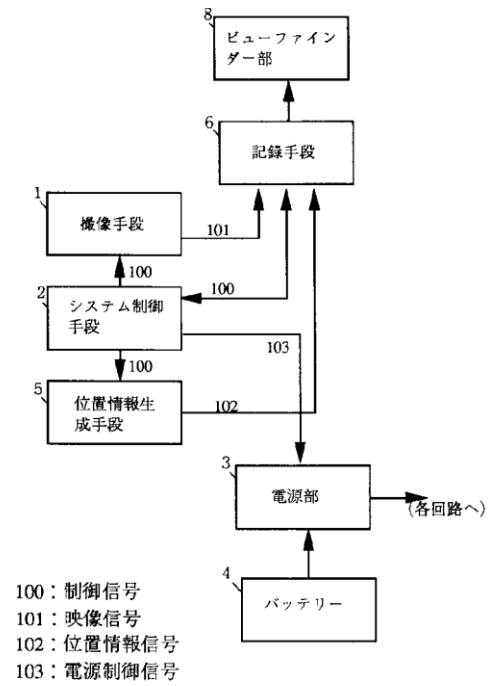 8
ビューファイン
ダー部
6
記録手段
1
撮像手段
101
100
2
システム制御
手段
100
103
100
5
位置情報生
成手段
102
3
電源部
(各回路へ)
4
バッテリー
100：制御信号
101：映像信号
102：位置情報信号
103：電源制御信号